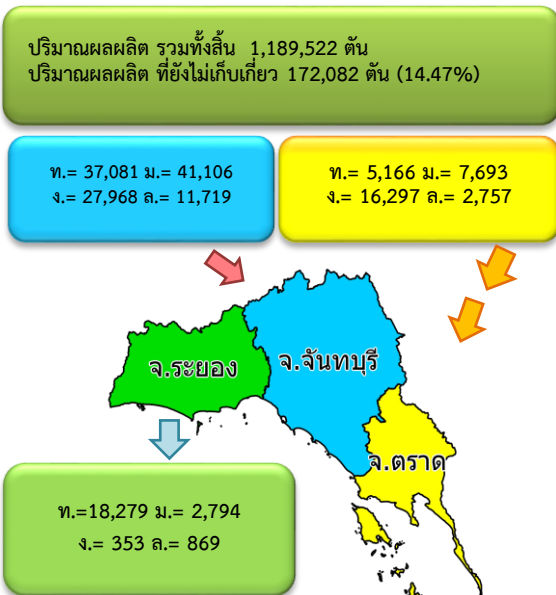 ปริมาณผลผลิต รวมทั้งสิ้น 1,189,522 ตัน
ปริมาณผลผลิต ที่ยังไม่เก็บเกี่ยว 172,082 ตัน (14.47%)
ท.= 37,081 ม.= 41,106
ง.= 27,968 ล.= 11,719
ท.= 5,166 ม.= 7,693
ง.= 16,297 ล.= 2,757
จ.ระยอง
จ.จันทบุรี
จ.ตราด
ท.=18,279 ม.= 2,794
ง.= 353 ล.= 869